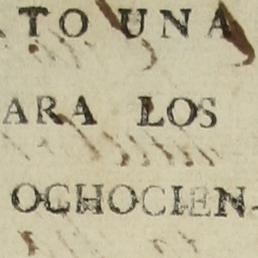 TO UNA
ARA LOS
OCHOCIEN-